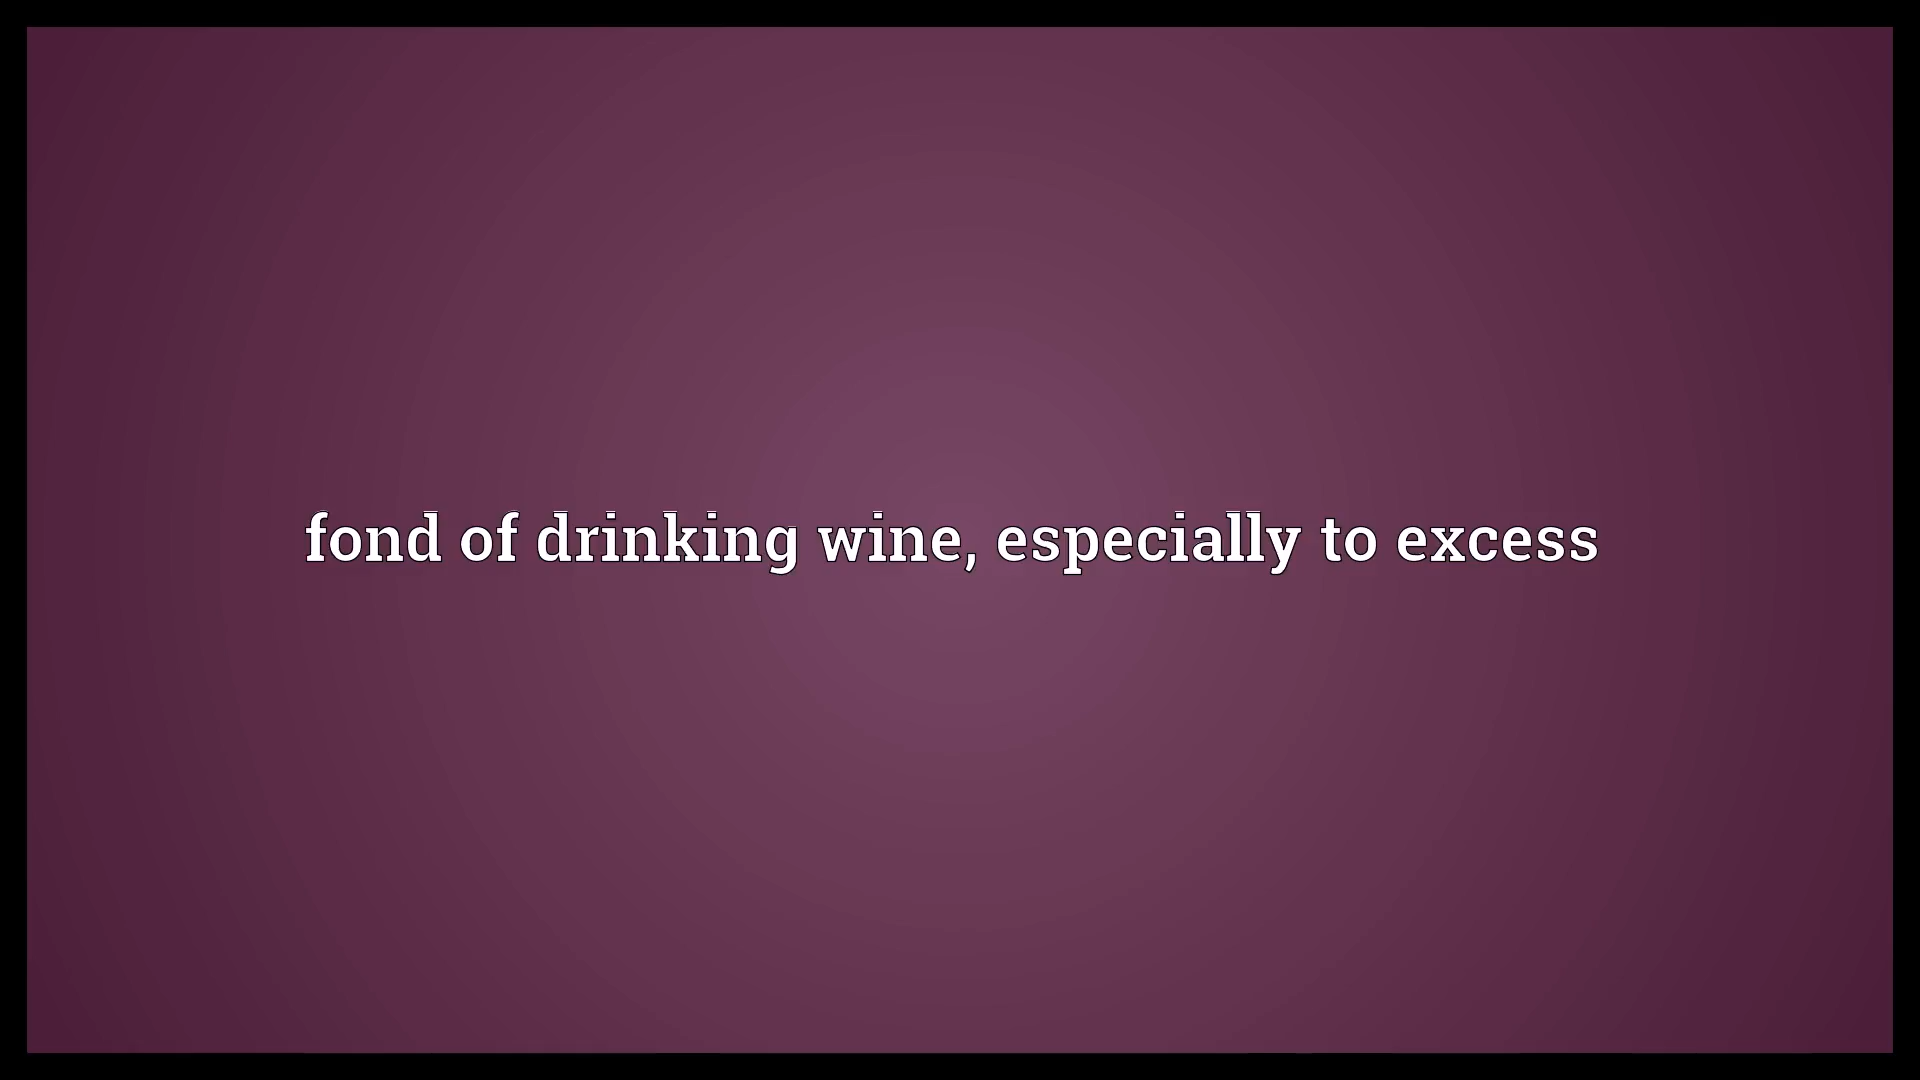 fond of drinking wine, especially to excess